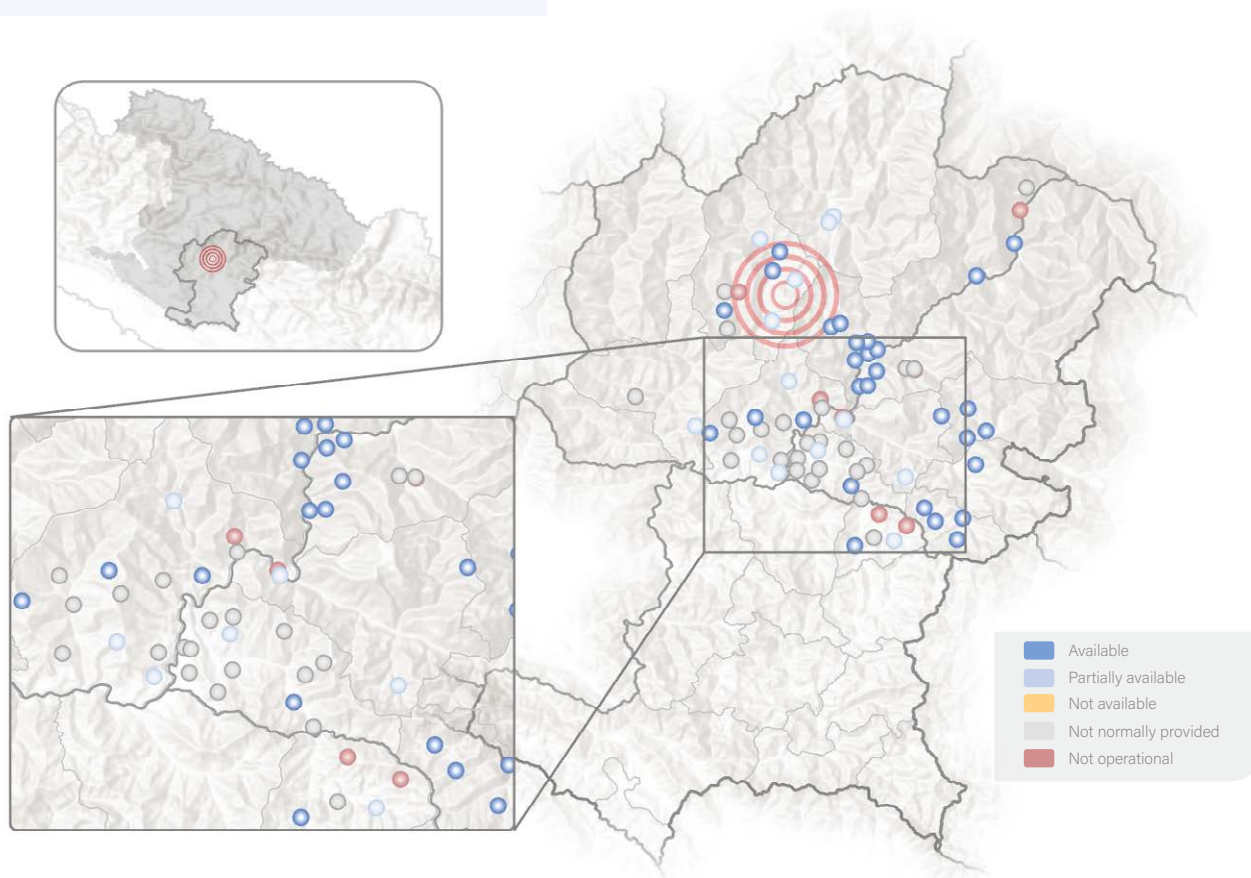 Available
Partially available
Not available
Not normally provided
Not operational